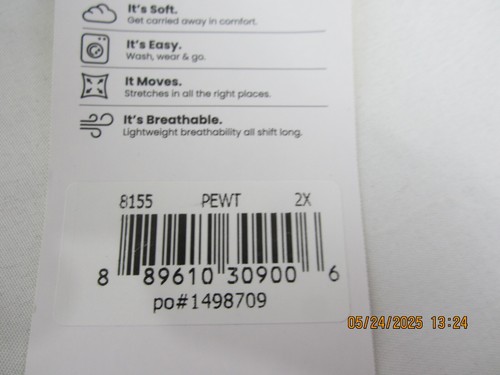 It's Soft.
Get carried away in comfort.
It's Easy.
Wash, wear & go.
It Moves.
Stretches in all the right places.
It's Breathable.
Lightweight breathability all shift long.
8155 PEWT 2X
8 89610 30900 6
po#1498709
05/24/2025 13:24